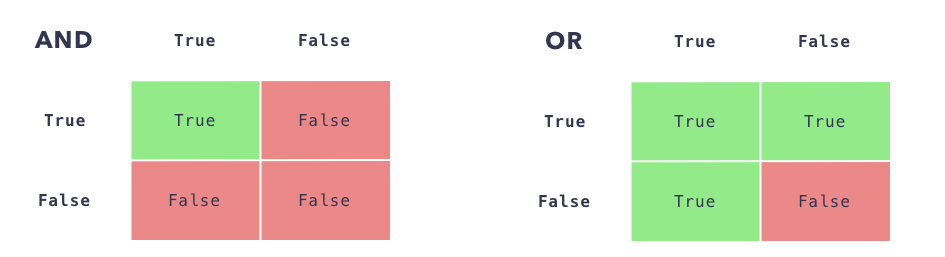 AND True False
True True False
False False False
OR True False
True True True
False True False